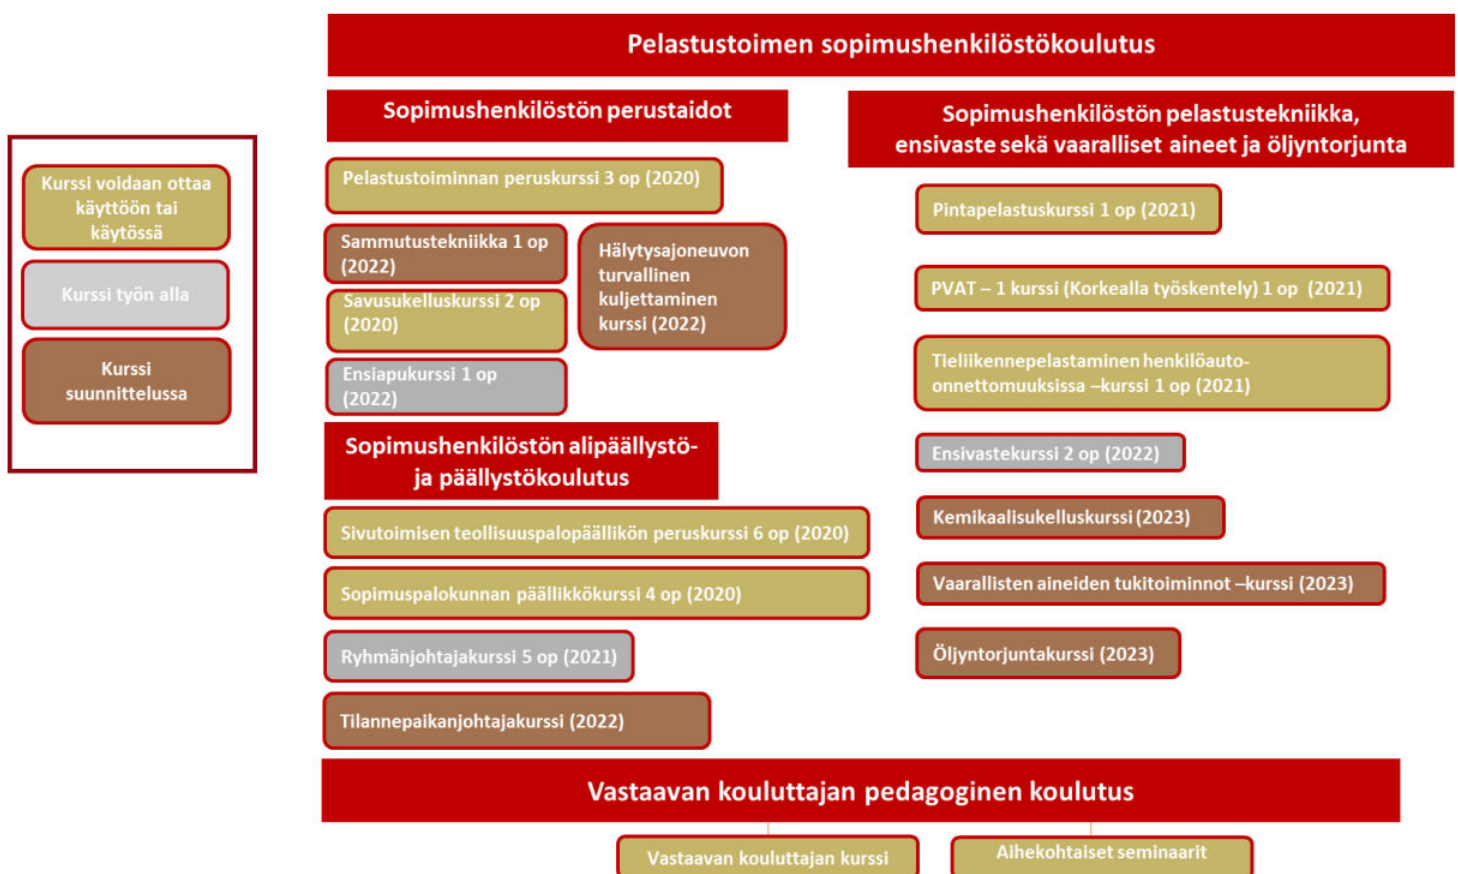 Pelastustoimen sopimushenkilöstökoulutus
Kurssi voidaan ottaa
käyttöön tai
käytössä
Kurssi työn alla
Kurssi
suunnittelussa
Sopimushenkilöstön perustaidot
Pelastustoiminnan peruskurssi 3 op (2020)
Sammutustekniikka 1 op
(2022)
Savusukelluskurssi 2 op
(2020)
Ensiapukurssi 1 op
(2022)
Hälytysajoneuvon
turvallinen
kuljettaminen
kurssi (2022)
Sopimushenkilöstön alipäällystö-
ja päällystökoulutus
Sivutoimisen teollisuuspalopäällikön peruskurssi 6 op (2020)
Sopimuspalokunnan päällikkökurssi 4 op (2020)
Ryhmänjohtajakurssi 5 op (2021)
Tilannepaikanjohtajakurssi (2022)
Sopimushenkilöstön pelastustekniikka,
ensivaste sekä vaaralliset aineet ja öljyntorjunta
Pintapelastuskurssi 1 op (2021)
PVAT – 1 kurssi (Korkealla työskentely) 1 op (2021)
Tieliikennepelastaminen henkilöauto-
onnettomuuksissa –kurssi 1 op (2021)
Ensivastekurssi 2 op (2022)
Kemikaalisukelluskurssi (2023)
Vaarallisten aineiden tukitoiminnot –kurssi (2023)
Öljyntorjuntakurssi (2023)
Vastaavan kouluttajan pedagoginen koulutus
Vastaavan kouluttajan kurssi
Aihekohtaiset seminaarit